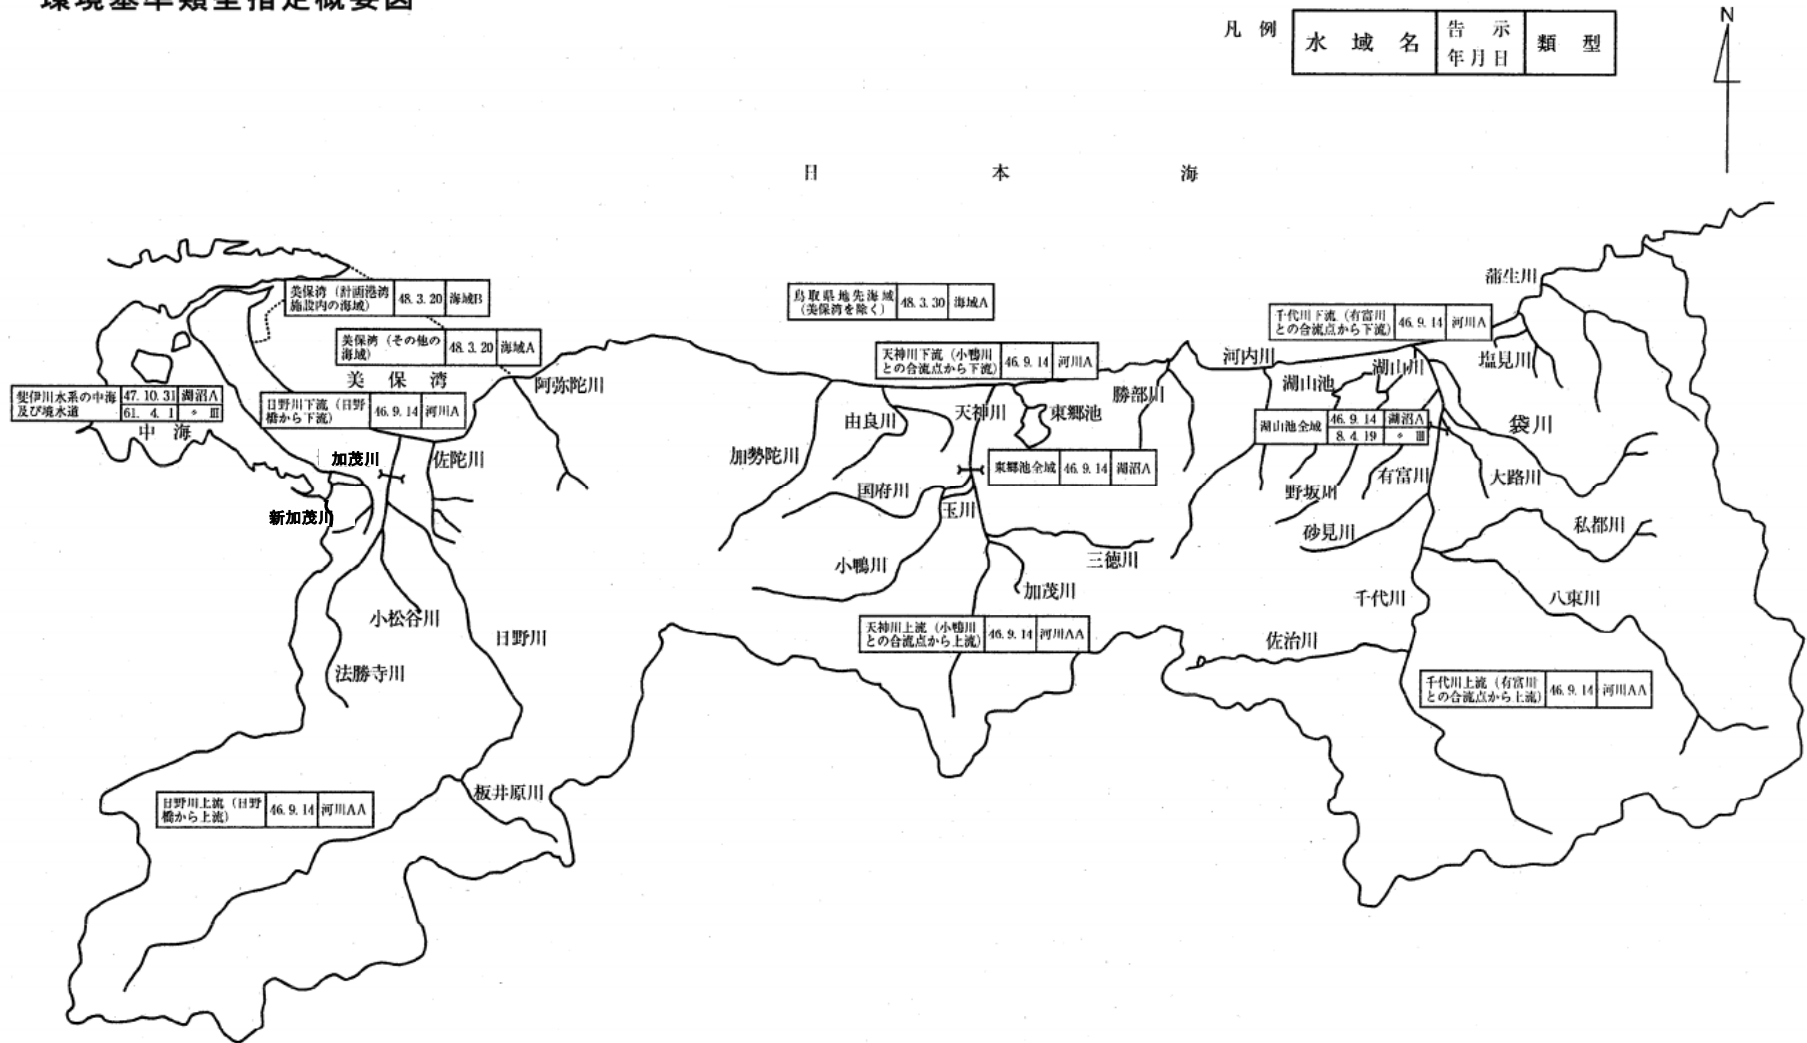 環境基準類型指定概要図
凡例
水域名
告示
年月日
類型
N
日本海
美保湾（計画港湾
施設内の海域）
48. 3. 20
海域B
美保湾（その他の
海域）
48. 3. 20
海域A
美保湾
鳥取県地先海域
（美保湾を除く）
48. 3. 30
海域A
千代川下流（有富川
との合流点から下流）
46. 9. 14
河川A
蒲生川
塩見川
天神川下流（小鴨川
との合流点から下流）
46. 9. 14
河川A
河内川
湖山池
湖山川
阿弥陀川
勝部川
斐伊川水系の中海
及び境水道
47. 10. 31
湖沼A
61. 4. 1
〃 Ⅲ
中海
日野川下流（日野
橋から下流）
46. 9. 14
河川A
由良川
天神川
東郷池
湖山池全域
46. 9. 14
湖沼A
8. 4. 19
〃 Ⅲ
袋川
加茂川
佐陀川
加勢陀川
東郷池全域
46. 9. 14
湖沼A
国府川
玉川
野坂川
有富川
大路川
新加茂川
砂見川
私都川
小鴨川
三徳川
加茂川
千代川
八東川
小松谷川
日野川
天神川上流（小鴨川
との合流点から上流）
46. 9. 14
河川AA
佐治川
法勝寺川
千代川上流（有富川
との合流点から上流）
46. 9. 14
河川AA
日野川上流（日野
橋から上流）
46. 9. 14
河川AA
板井原川